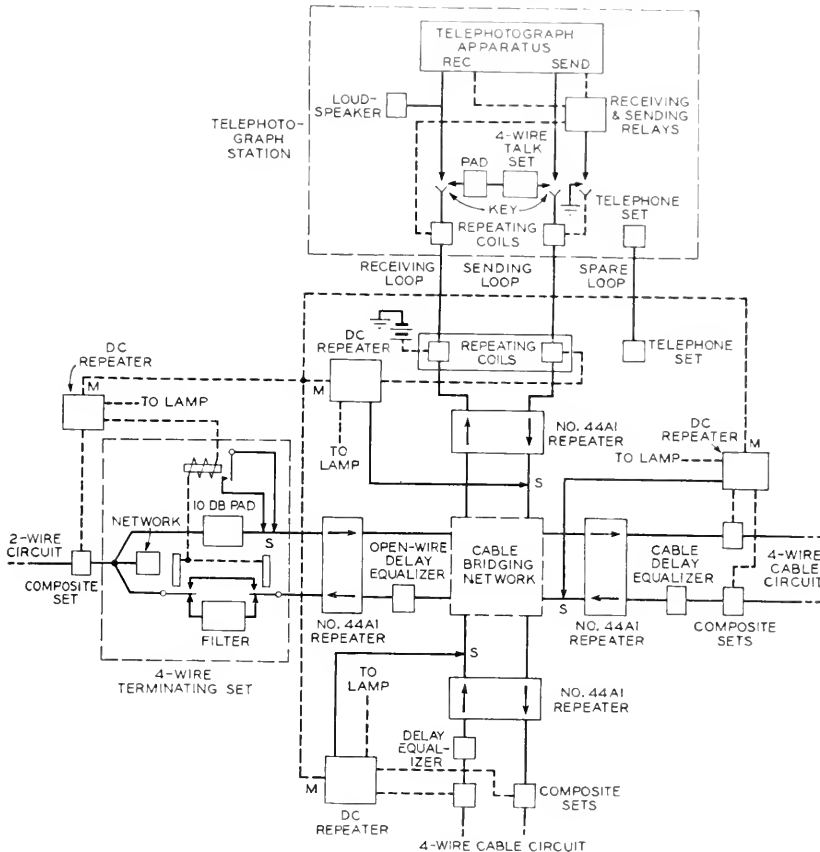 TELEPHOTOGRAPH
APPARATUS
REC
SEND
LOUD-
SPEAKER
RECEIVING
& SENDING
RELAYS
TELEPHOTO-
GRAPH
STATION
4-WIRE
TALK
SET
PAD
KEY
TELEPHONE
SET
REPEATING
COILS
RECEIVING
LOOP
SENDING
LOOP
SPARE
LOOP
DC
REPEATER
M
TO LAMP
DC
REPEATER
M
TO
LAMP
REPEATING
COILS
TELEPHONE
SET
NO. 44A1
REPEATER
DC
REPEATER
M
TO LAMP
S
10 DB PAD
S
NETWORK
2-WIRE
CIRCUIT
COMPOSITE
SET
FILTER
4-WIRE
TERMINATING SET
NO. 44A1
REPEATER
OPEN-WIRE
DELAY
EQUALIZER
CABLE
BRIDGING
NETWORK
S
NO. 44A1
REPEATER
CABLE
DELAY
EQUALIZER
4-WIRE
CABLE
CIRCUIT
COMPOSITE
SETS
S
TO
LAMP
NO. 44A1
REPEATER
DELAY
EQUAL-
IZER
M
DC
REPEATER
COMPOSITE
SETS
4-WIRE CABLE CIRCUIT